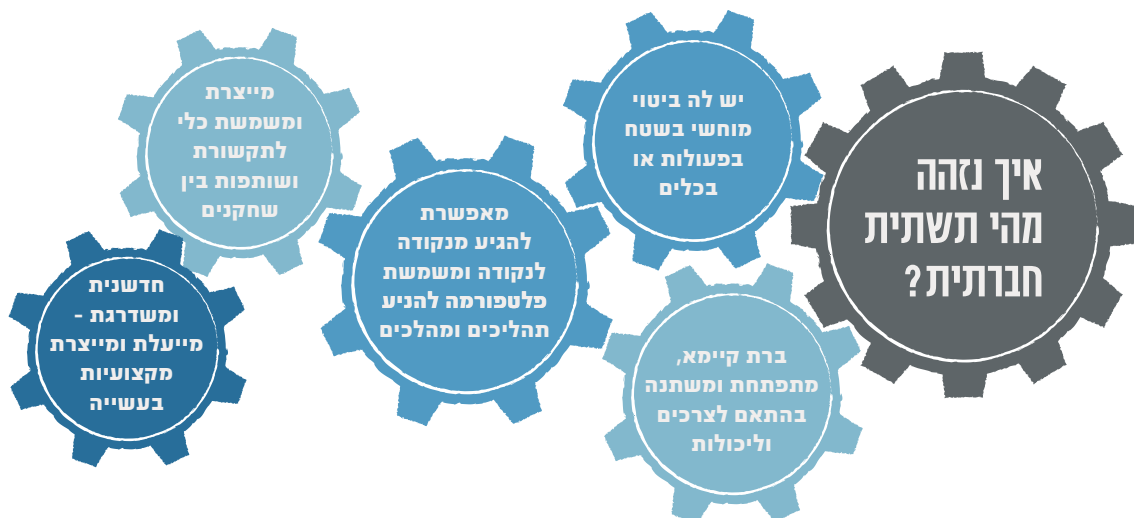 איך נזהה
מהי תשתית
חברתית?
יש לה ביטוי
מוחשי בשטח
בפעולות או
בכלים
ברת קיימא,
מתפתחת ומשתנה
בהתאם לצרכים
וליכולות
מאפשרת
להגיע מנקודה
לנקודה ומשמשת
פלטפורמה להניע
תהליכים ומהלכים
מייצרת
ומשמשת כלי
לתקשורת
ושותפות בין
שחקנים
חדשנית
ומשדרגת -
מייעלת ומייצרת
מקצועיות
בעשייה